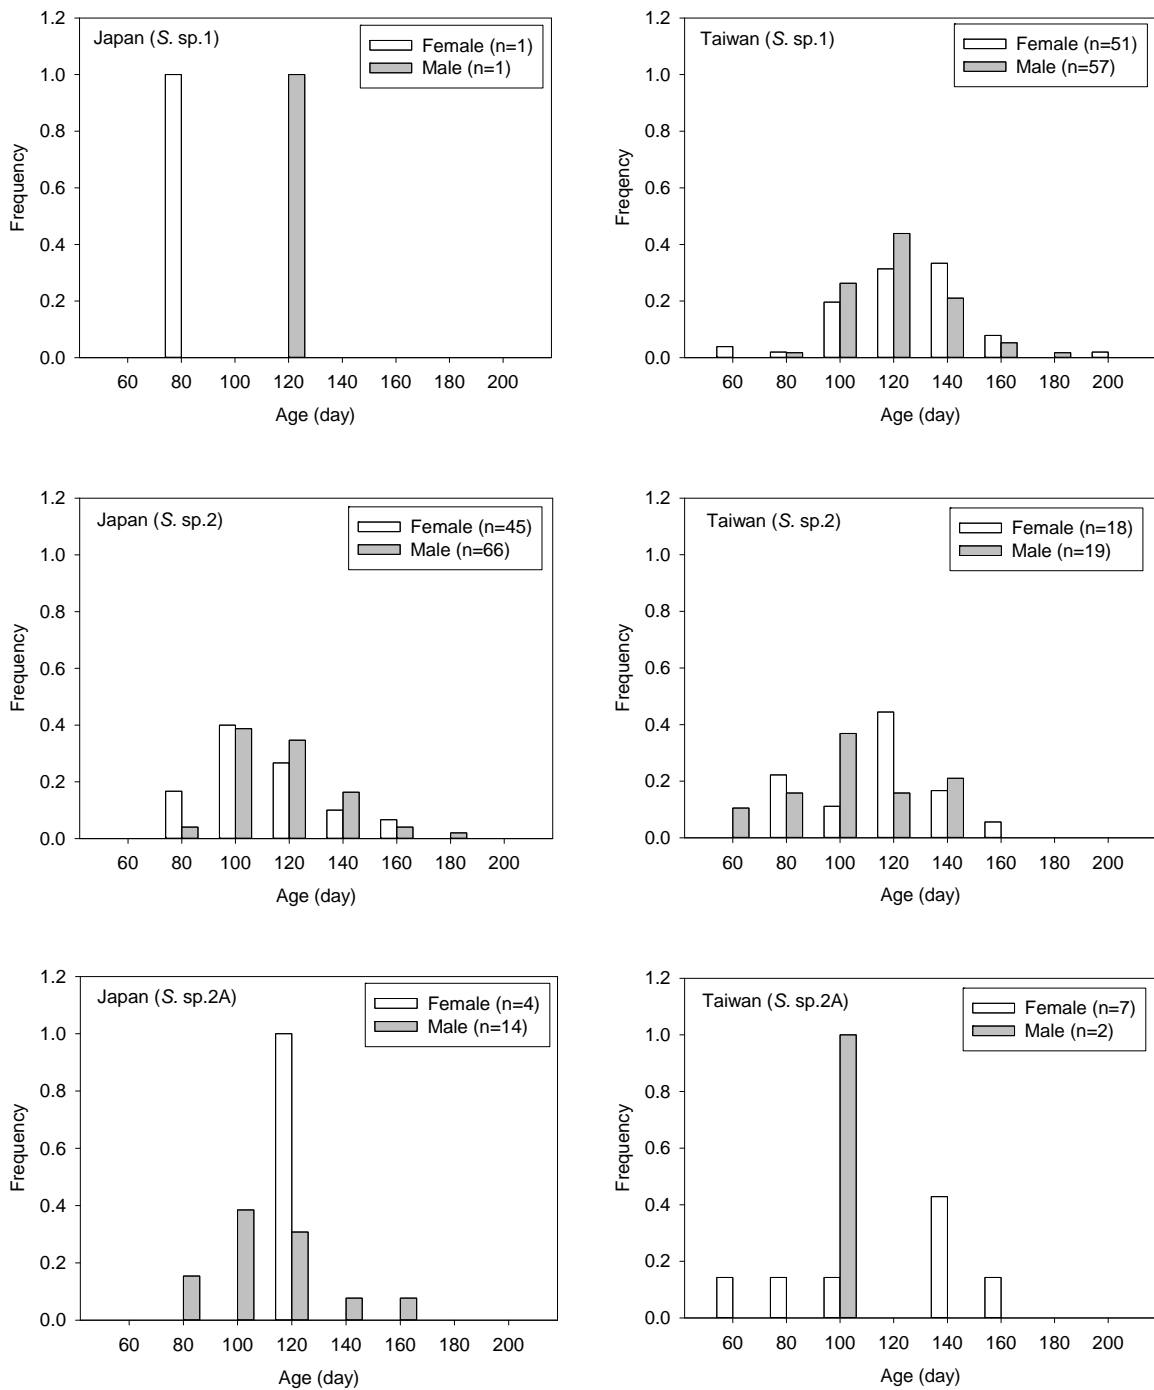 Japan (S. sp.1)
Female (n=1)
Male (n=1)
Frequency
1.2
1.0
0.8
0.6
0.4
0.2
0.0
60 80 100 120 140 160 180 200
Age (day)
Taiwan (S. sp.1)
Female (n=51)
Male (n=57)
Freqency
1.2
1.0
0.8
0.6
0.4
0.2
0.0
60 80 100 120 140 160 180 200
Age (day)
Japan (S. sp.2)
Female (n=45)
Male (n=66)
Frequency
1.2
1.0
0.8
0.6
0.4
0.2
0.0
60 80 100 120 140 160 180 200
Age (day)
Taiwan (S. sp.2)
Female (n=18)
Male (n=19)
Frequency
1.2
1.0
0.8
0.6
0.4
0.2
0.0
60 80 100 120 140 160 180 200
Age (day)
Japan (S. sp.2A)
Female (n=4)
Male (n=14)
Frequency
1.2
1.0
0.8
0.6
0.4
0.2
0.0
60 80 100 120 140 160 180 200
Age (day)
Taiwan (S. sp.2A)
Female (n=7)
Male (n=2)
Frequency
1.2
1.0
0.8
0.6
0.4
0.2
0.0
60 80 100 120 140 160 180 200
Age (day)